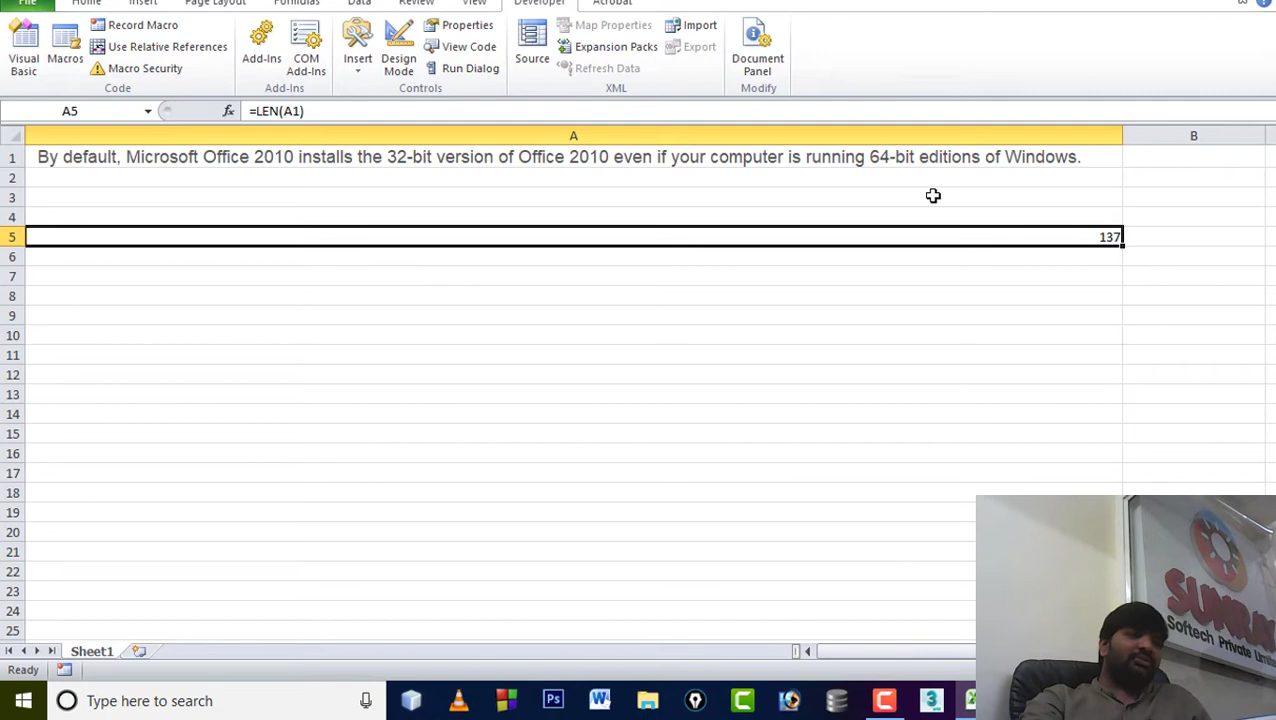 File Home Insert Page Layout Formulas Data Review View Developer Acrobat
Visual Basic
Macros
Record Macro
Use Relative References
Macro Security
Code
Add-Ins
COM Add-Ins
Add-Ins
Insert
Design Mode
Properties
View Code
Run Dialog
Controls
Source
Map Properties
Expansion Packs
Refresh Data
Import
Export
XML
Document Panel
Modify
A5 fx =LEN(A1)
A B
1 By default, Microsoft Office 2010 installs the 32-bit version of Office 2010 even if your computer is running 64-bit editions of Windows.
2
3
4
5 137
6
7
8
9
10
11
12
13
14
15
16
17
18
19
20
21
22
23
24
25
Softech Private
Sheet1
Ready
Type here to search